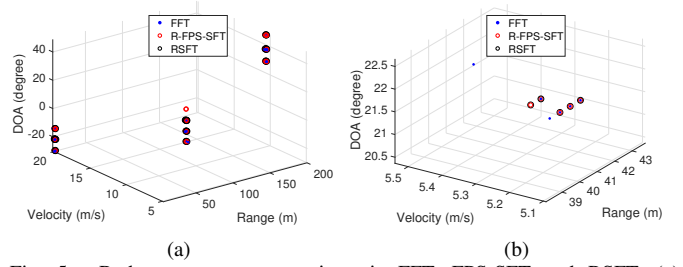 FFT
R-FPS-SFT
RSFT
DOA (degree)
40
20
0
-20
20
15
10
5
Velocity (m/s)
50
100
150
200
Range (m)
(a)
FFT
R-FPS-SFT
RSFT
DOA (degree)
22.5
22
21.5
21
20.5
5.5
5.4
5.3
5.2
5.1
Velocity (m/s)
39
40
41
42
43
Range (m)
(b)